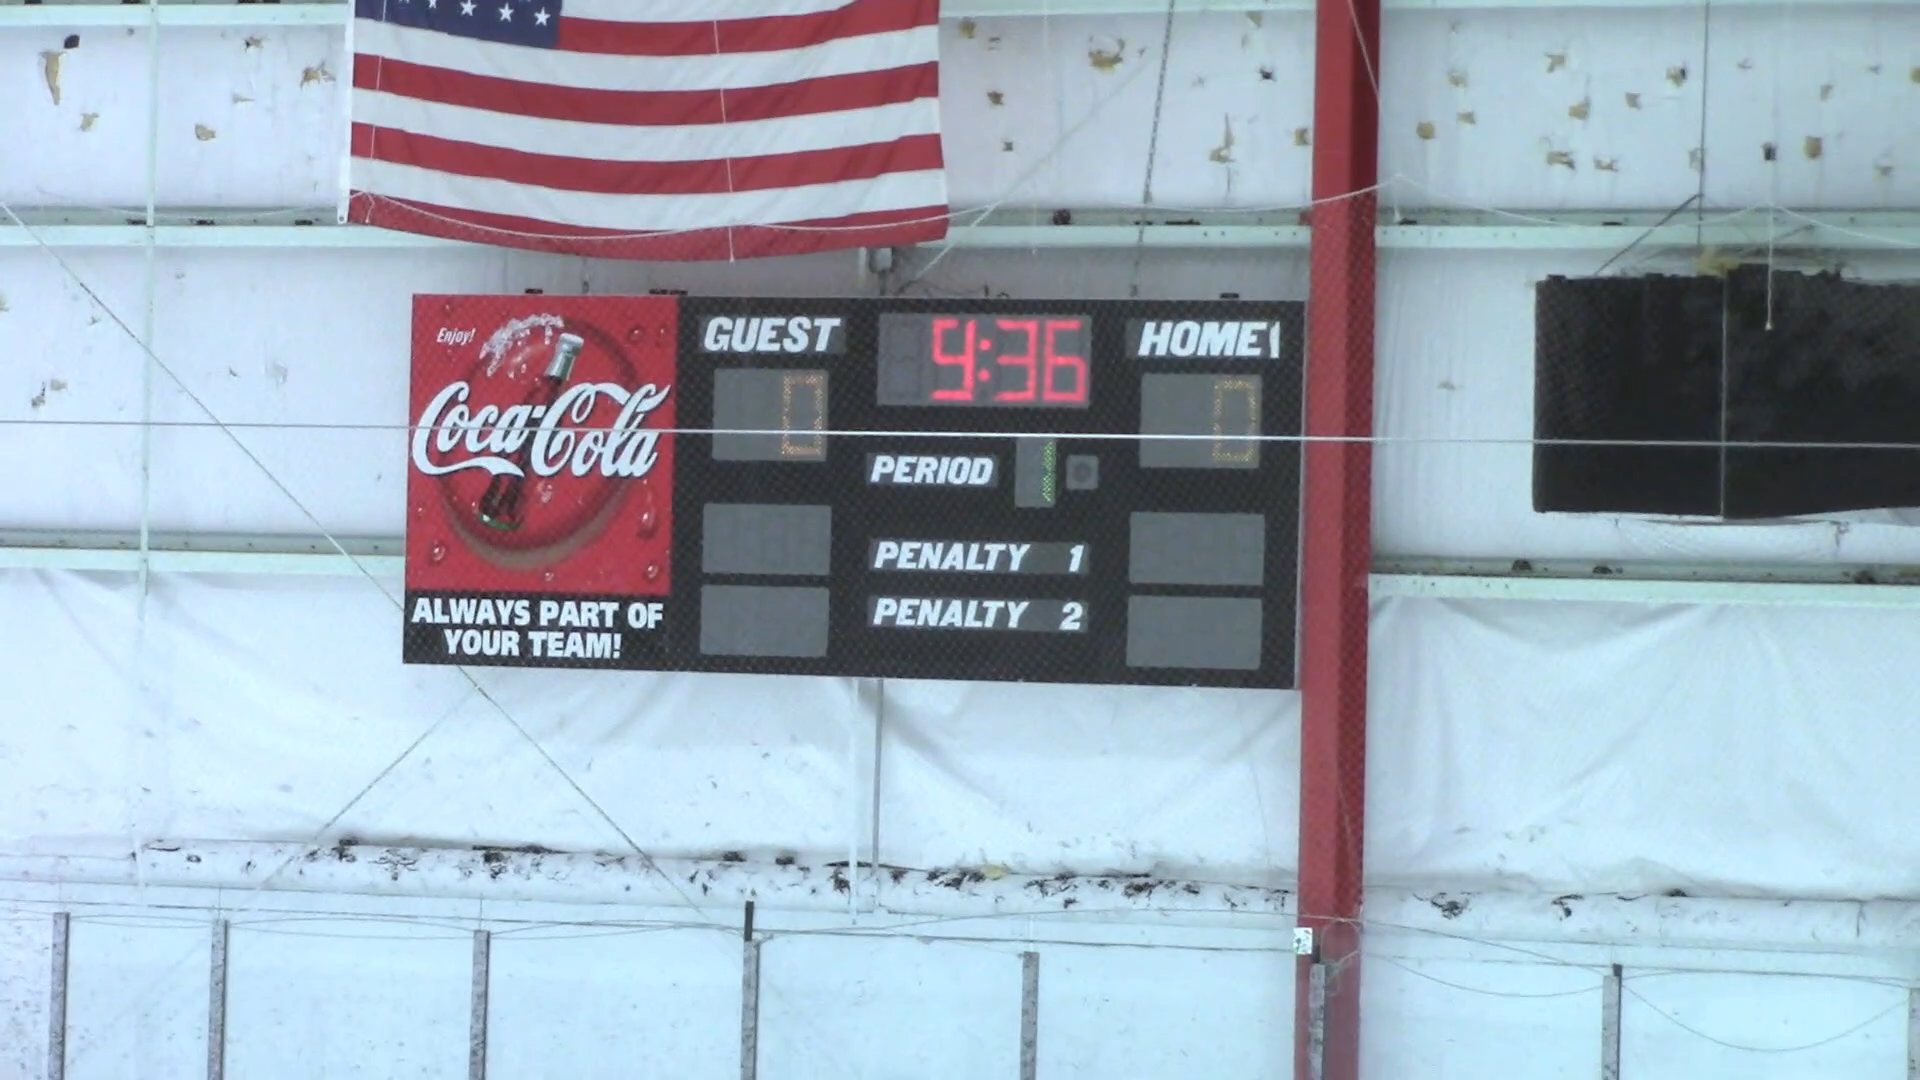 Enjoy!
Coca-Cola
ALWAYS PART OF
YOUR TEAM!
GUEST
9:36
HOME
0
0
PERIOD 1
PENALTY 1
PENALTY 2